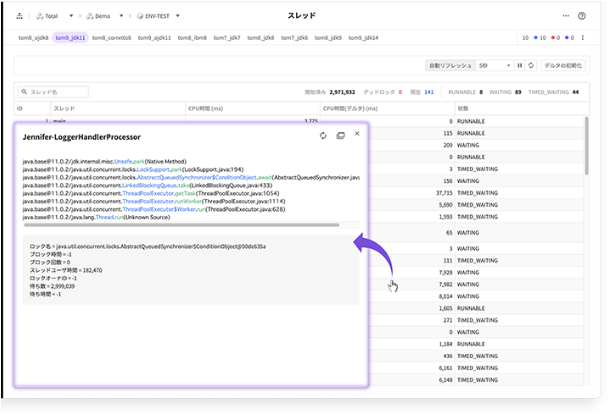 Total Demo ENV-TEST スレッド
tom8_ojdk8 tom9_jdk11 tom8_corretto8 tom9_ojdk11 tom8_ibm8 tom7_jdk7 tom8_jdk8 tom7_jdk6 tom8_jdk9 tom9_jdk14 10 10 0 0
自動リフレッシュ 5秒 デルタの初期化
スレッド名 開始済み 2,971,932 デッドロック 0 現在 141 RUNNABLE 8 WAITING 89 TIMED_WAITING 44
ID スレッド CPU時間 (ms) CPU時間(デルタ) (ms) 状態
1 main 3,775 0 RUNNABLE
115 RUNNABLE
209 WAITING
0 RUNNABLE
3 TIMED_WAITING
156 WAITING
37,715 TIMED_WAITING
5,690 TIMED_WAITING
1,593 TIMED_WAITING
65 WAITING
3 WAITING
111 TIMED_WAITING
7,928 WAITING
7,982 WAITING
8,014 WAITING
1,605 RUNNABLE
271 TIMED_WAITING
0 WAITING
1,184 RUNNABLE
436 TIMED_WAITING
6,161 TIMED_WAITING
6,148 TIMED_WAITING
Jennifer-LoggerHandlerProcessor
java.base@11.0.2/jdk.internal.misc.Unsafe.park(Native Method)
java.base@11.0.2/java.util.concurrent.locks.LockSupport.park(LockSupport.java:194)
java.base@11.0.2/java.util.concurrent.locks.AbstractQueuedSynchronizer$ConditionObject.await(AbstractQueuedSynchronizer.java
java.base@11.0.2/java.util.concurrent.LinkedBlockingQueue.take(LinkedBlockingQueue.java:433)
java.base@11.0.2/java.util.concurrent.ThreadPoolExecutor.getTask(ThreadPoolExecutor.java:1054)
java.base@11.0.2/java.util.concurrent.ThreadPoolExecutor.runWorker(ThreadPoolExecutor.java:1114)
java.base@11.0.2/java.util.concurrent.ThreadPoolExecutor$Worker.run(ThreadPoolExecutor.java:628)
java.base@11.0.2/java.lang.Thread.run(Unknown Source)
ロック名 = java.util.concurrent.locks.AbstractQueuedSynchronizer$ConditionObject@50dc635a
ブロック時間 = -1
ブロック回数 = 0
スレッドユーザ時間 = 182,470
ロックオーナID = -1
待ち数 = 2,999,039
待ち時間 = -1